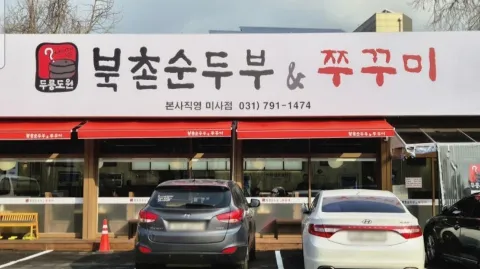 북촌순두부 & 쭈꾸미
두릉도원
본사직영 미사점 031) 791-1474